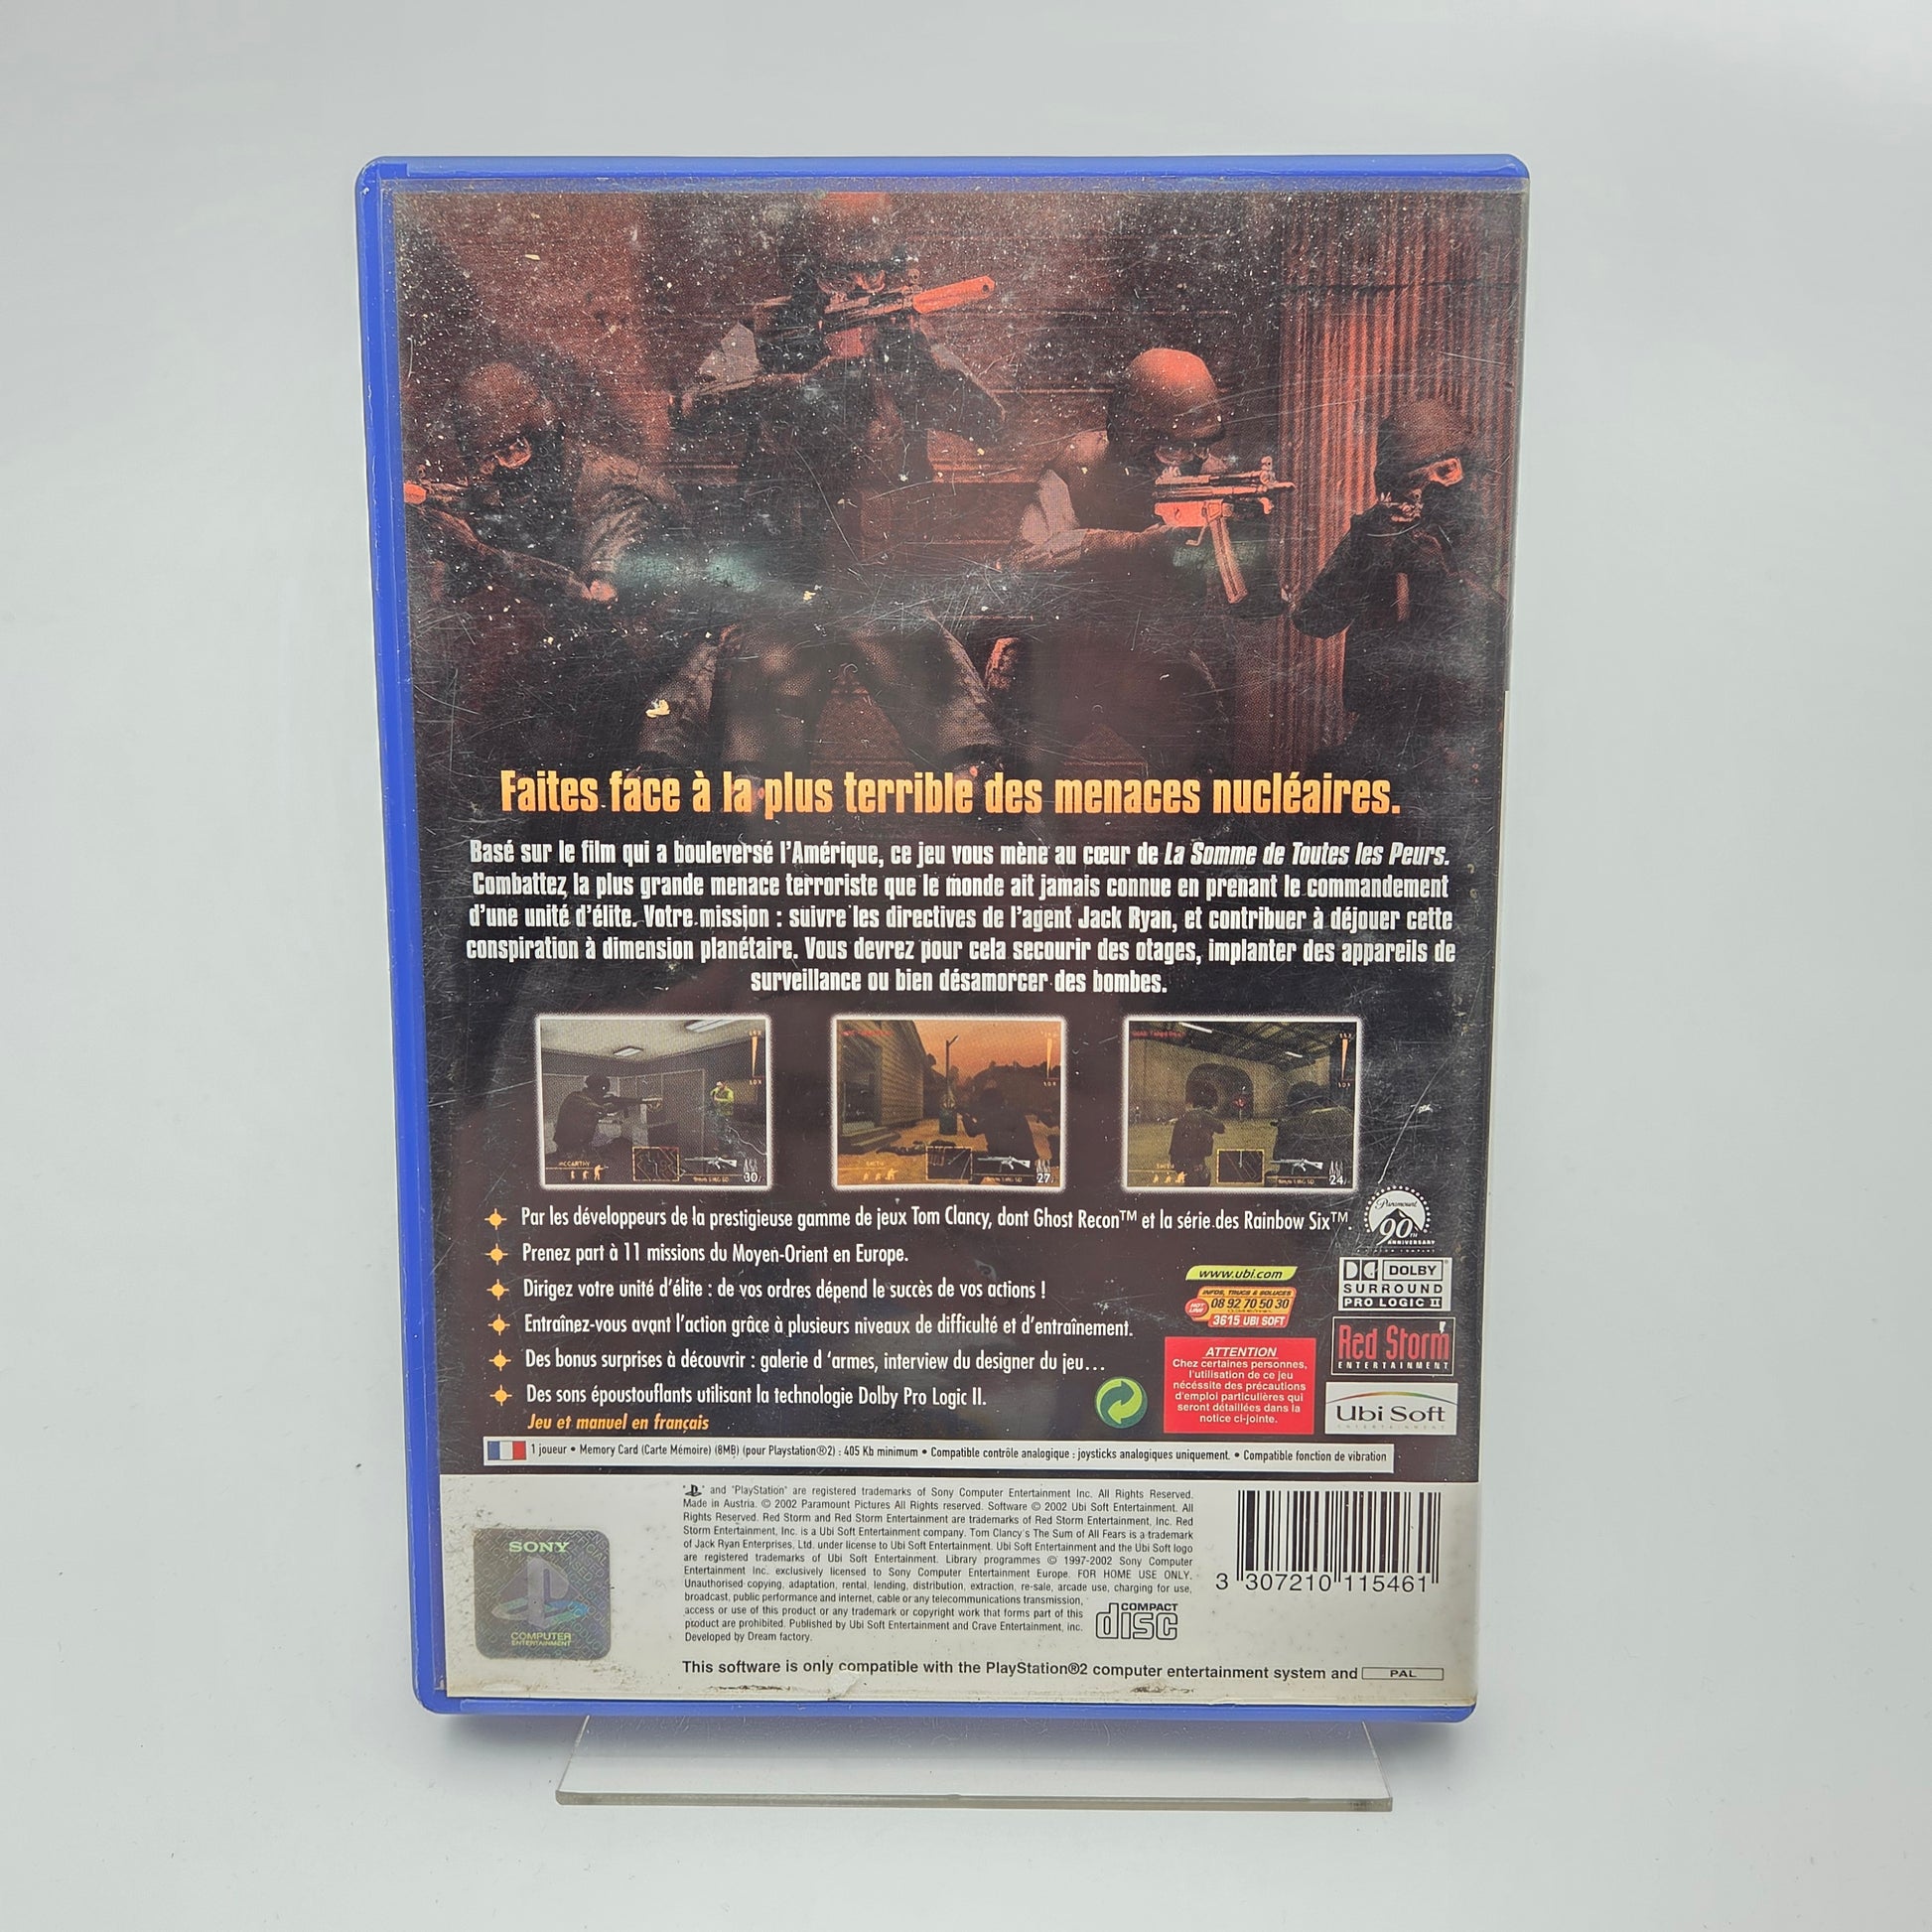 Faites face à la plus terrible des menaces nucléaires.
Basé sur le film qui a bouleversé l'Amérique, ce jeu vous mène au cœur de La Somme de Toutes les Peurs.
Combattez la plus grande menace terroriste que le monde ait jamais connue en prenant le commandement
d'une unité d'élite. Votre mission : suivre les directives de l'agent Jack Ryan, et contribuer à déjouer cette
conspiration à dimension planétaire. Vous devrez pour cela secourir des otages, implanter des appareils de
surveillance ou bien désamorcer des bombes.
MCCARTHY
30
27
24
Par les développeurs de la prestigieuse gamme de jeux Tom Clancy, dont Ghost Recon™ et la série des Rainbow Six™.
Prenez part à 11 missions du Moyen-Orient en Europe.
Dirigez votre unité d'élite : de vos ordres dépend le succès de vos actions !
Entraînez-vous avant l'action grâce à plusieurs niveaux de difficulté et d'entraînement.
Des bonus surprises à découvrir : galerie d 'armes, interview du designer du jeu...
Des sons époustouflants utilisant la technologie Dolby Pro Logic II.
Jeu et manuel en français
Paramount
90TH
ANNIVERSARY
www.ubi.com
INFOS, TRUCS & SOLUCES
HOT LINE
08 92 70 50 30
3615 UBI SOFT
DOLBY
SURROUND
PRO LOGIC II
Red Storm
ENTERTAINMENT
ATTENTION
Chez certaines personnes,
l'utilisation de ce jeu
nécéssite des précautions
d'emploi particulières qui
seront détaillées dans la
notice ci-jointe.
Ubi Soft
ENTERTAINMENT
1 joueur • Memory Card (Carte Mémoire) (8MB) (pour Playstation®2) : 405 Kb minimum • Compatible contrôle analogique : joysticks analogiques uniquement. • Compatible fonction de vibration
SONY
COMPUTER
ENTERTAINMENT
" " and "PlayStation" are registered trademarks of Sony Computer Entertainment Inc. All Rights Reserved.
Made in Austria. © 2002 Paramount Pictures All Rights reserved. Software © 2002 Ubi Soft Entertainment. All
Rights Reserved. Red Storm and Red Storm Entertainment are trademarks of Red Storm Entertainment, Inc. Red
Storm Entertainment, Inc. is a Ubi Soft Entertainment company. Tom Clancy's The Sum of All Fears is a trademark
of Jack Ryan Enterprises, Ltd. under license to Ubi Soft Entertainment. Ubi Soft Entertainment and the Ubi Soft logo
are registered trademarks of Ubi Soft Entertainment. Library programmes © 1997-2002 Sony Computer
Entertainment Inc. exclusively licensed to Sony Computer Entertainment Europe. FOR HOME USE ONLY.
Unauthorised copying, adaptation, rental, lending, distribution, extraction, re-sale, arcade use, charging for use,
broadcast, public performance and internet, cable or any telecommunications transmission,
access or use of this product or any trademark or copyright work that forms part of this
product are prohibited. Published by Ubi Soft Entertainment and Crave Entertainment, inc.
Developed by Dream factory.
COMPACT
disc
3 307210 115461
This software is only compatible with the PlayStation®2 computer entertainment system and PAL